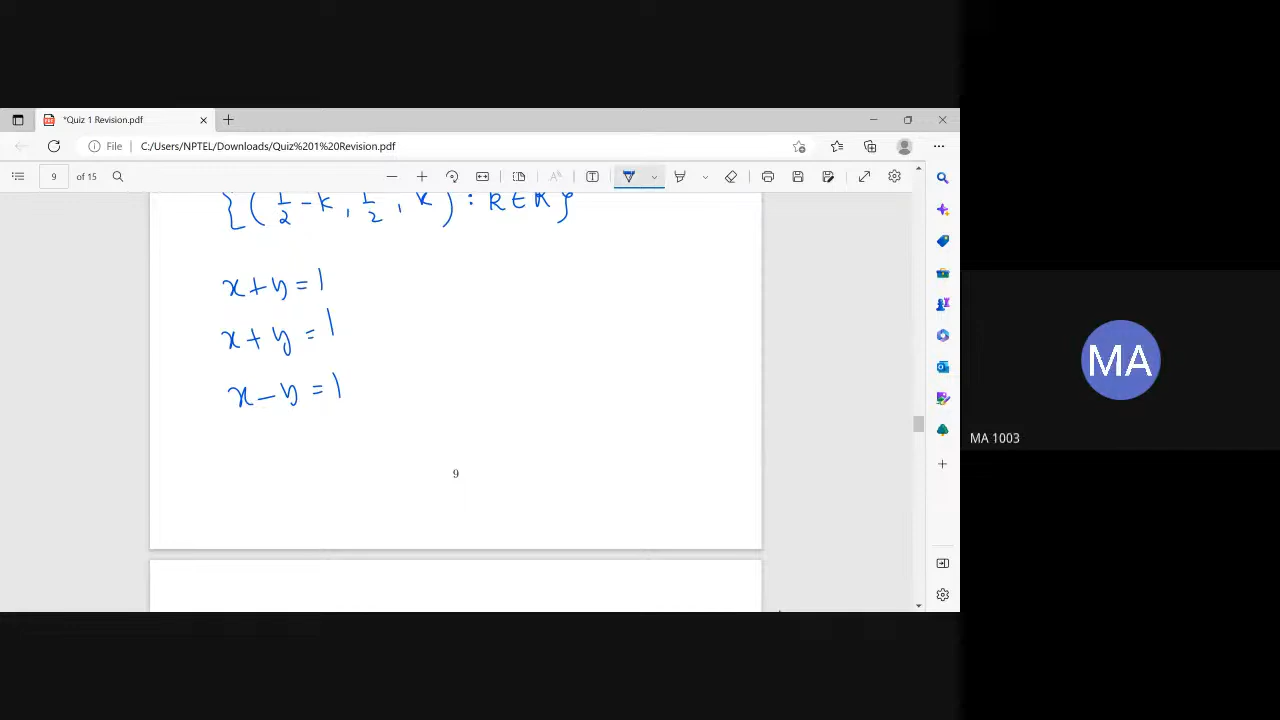 *Quiz 1 Revision.pdf
File C:/Users/NPTEL/Downloads/Quiz%201%20Revision.pdf
9 of 15
{( 1/2 - k , 1/2 , k ) : k ∈ R}
x + y = 1
x + y = 1
x - y = 1
9
MA
MA 1003